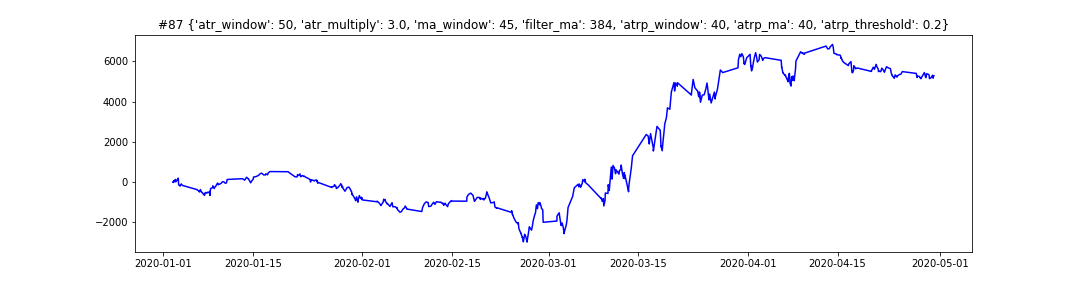 #87 {'atr_window': 50, 'atr_multiply': 3.0, 'ma_window': 45, 'filter_ma': 384, 'atrp_window': 40, 'atrp_ma': 40, 'atrp_threshold': 0.2}
6000
4000
2000
0
−2000
2020-01-01 2020-01-15 2020-02-01 2020-02-15 2020-03-01 2020-03-15 2020-04-01 2020-04-15 2020-05-01